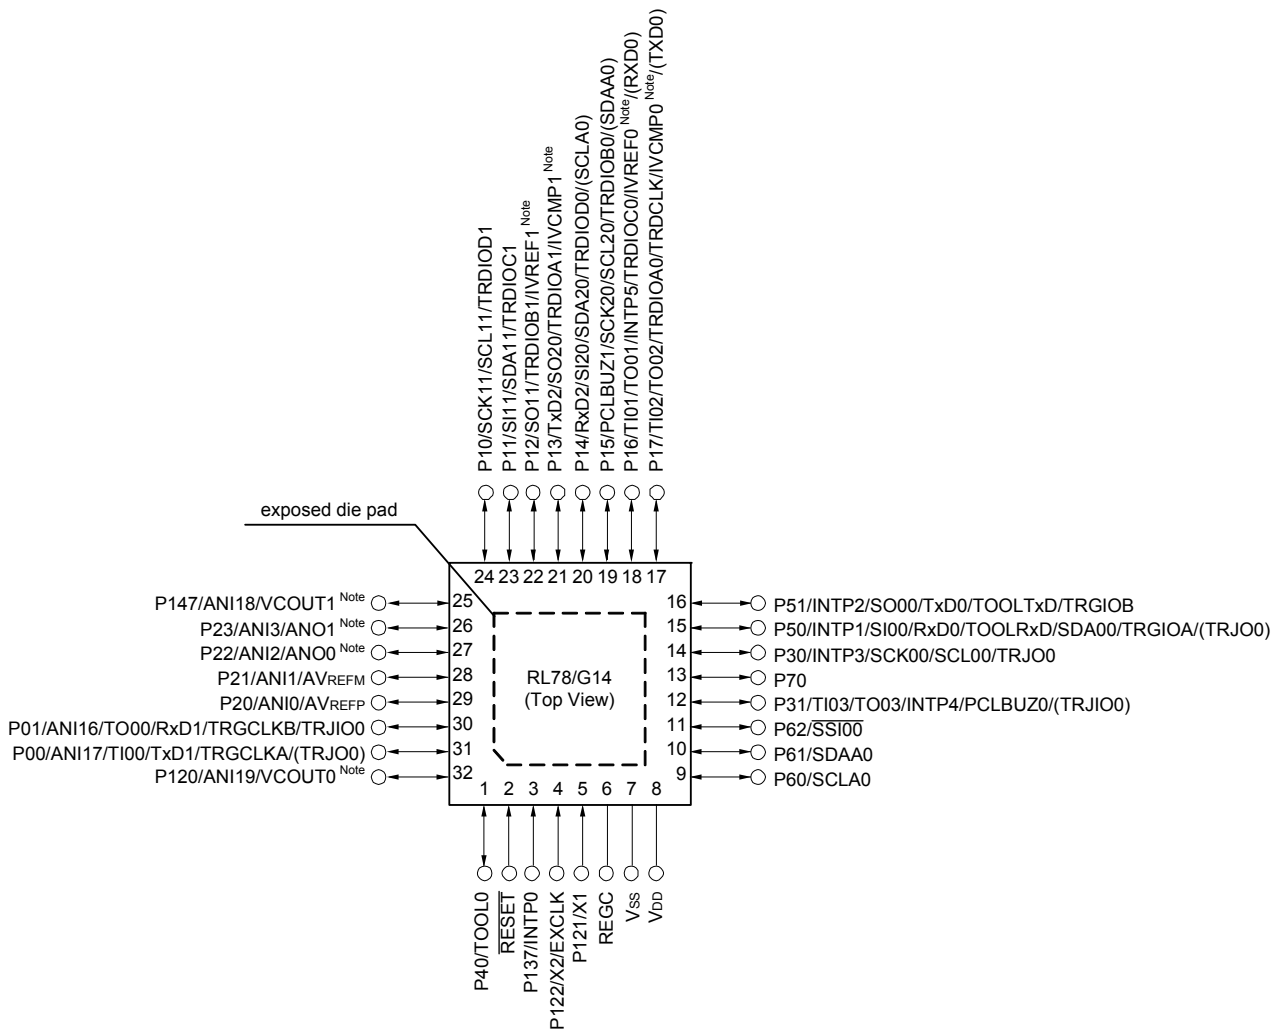 P10/SCK11/SCL11/TRDIOD1
P11/SI11/SDA11/TRDIOC1
P12/SO11/TRDIOB1/IVREF1 Note
P13/TxD2/SO20/TRDIOA1/IVCMP1 Note
P14/RxD2/SI20/SDA20/TRDIOD0/(SCLA0)
P15/PCLBUZ1/SCK20/SCL20/TRDIOB0/(SDAA0)
P16/TI01/TO01/INTP5/TRDIOC0/IVREF0 Note/(RXD0)
P17/TI02/TO02/TRDIOA0/TRDCLK/IVCMP0 Note/(TXD0)
exposed die pad
24 23 22 21 20 19 18 17
P147/ANI18/VCOUT1 Note 25
P23/ANI3/ANO1 Note 26
P22/ANI2/ANO0 Note 27
P21/ANI1/AVREFM 28
P20/ANI0/AVREFP 29
P01/ANI16/TO00/RxD1/TRGCLKB/TRJIO0 30
P00/ANI17/TI00/TxD1/TRGCLKA/(TRJO0) 31
P120/ANI19/VCOUT0 Note 32
RL78/G14
(Top View)
16 P51/INTP2/SO00/TxD0/TOOLTxD/TRGIOB
15 P50/INTP1/SI00/RxD0/TOOLRxD/SDA00/TRGIOA/(TRJO0)
14 P30/INTP3/SCK00/SCL00/TRJO0
13 P70
12 P31/TI03/TO03/INTP4/PCLBUZ0/(TRJIO0)
11 P62/SSI00
10 P61/SDAA0
9 P60/SCLA0
1 2 3 4 5 6 7 8
P40/TOOL0
RESET
P137/INTP0
P122/X2/EXCLK
P121/X1
REGC
VSS
VDD